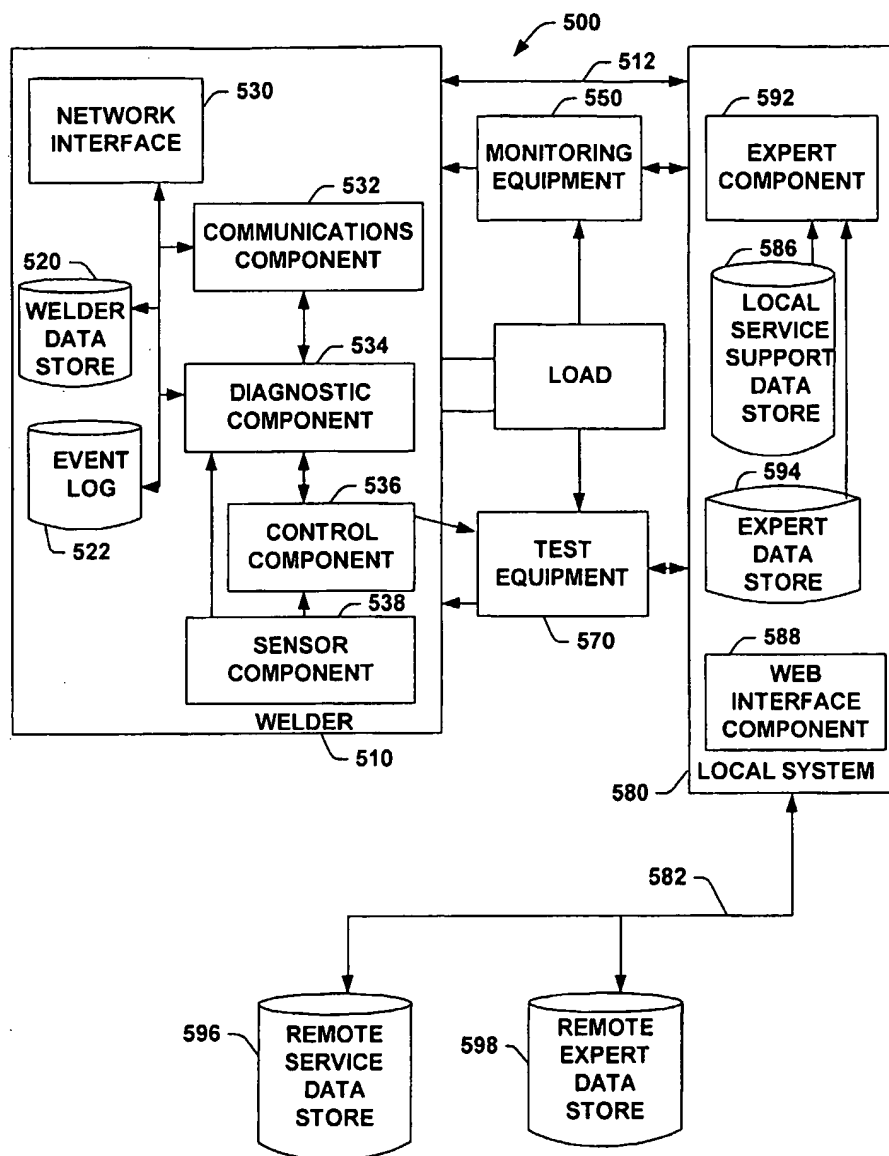 500
512
530
NETWORK
INTERFACE
550
MONITORING
EQUIPMENT
592
EXPERT
COMPONENT
532
COMMUNICATIONS
COMPONENT
520
WELDER
DATA
STORE
586
LOCAL
SERVICE
SUPPORT
DATA
STORE
534
DIAGNOSTIC
COMPONENT
LOAD
EVENT
LOG
522
536
CONTROL
COMPONENT
594
EXPERT
DATA
STORE
TEST
EQUIPMENT
570
538
SENSOR
COMPONENT
588
WEB
INTERFACE
COMPONENT
WELDER
510
LOCAL SYSTEM
580
582
596
REMOTE
SERVICE
DATA
STORE
598
REMOTE
EXPERT
DATA
STORE